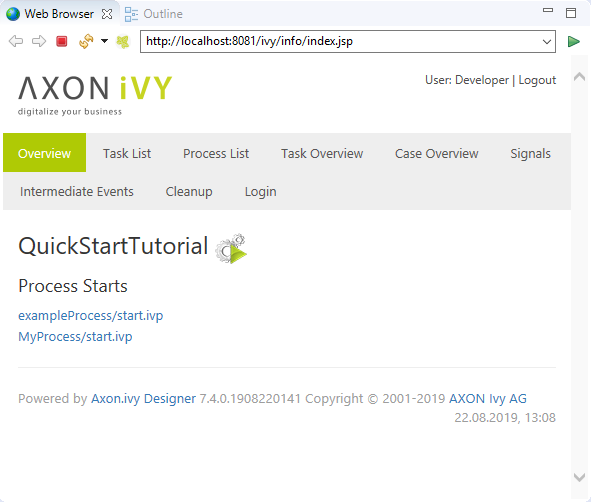 Web Browser Outline
http://localhost:8081/ivy/info/index.jsp
AXON iVY
digitalize your business
User: Developer | Logout
Overview Task List Process List Task Overview Case Overview Signals
Intermediate Events Cleanup Login
QuickStartTutorial
Process Starts
exampleProcess/start.ivp
MyProcess/start.ivp
Powered by Axon.ivy Designer 7.4.0.1908220141 Copyright © 2001-2019 AXON Ivy AG
22.08.2019, 13:08